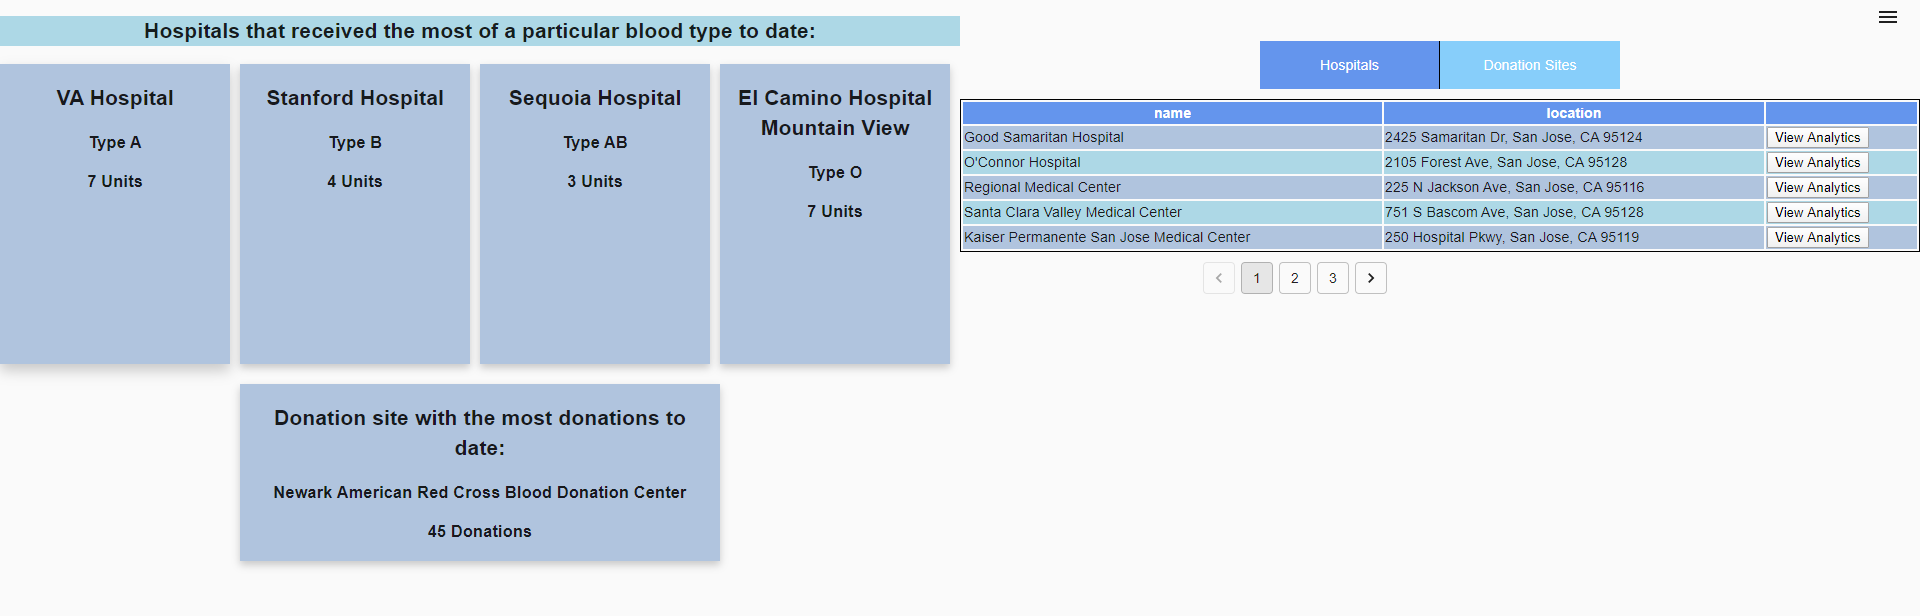 Hospitals that received the most of a particular blood type to date:
VA Hospital
Type A
7 Units
Stanford Hospital
Type B
4 Units
Sequoia Hospital
Type AB
3 Units
El Camino Hospital
Mountain View
Type O
7 Units
Donation site with the most donations to
date:
Newark American Red Cross Blood Donation Center
45 Donations
Hospitals Donation Sites
name location
Good Samaritan Hospital 2425 Samaritan Dr, San Jose, CA 95124 View Analytics
O'Connor Hospital 2105 Forest Ave, San Jose, CA 95128 View Analytics
Regional Medical Center 225 N Jackson Ave, San Jose, CA 95116 View Analytics
Santa Clara Valley Medical Center 751 S Bascom Ave, San Jose, CA 95128 View Analytics
Kaiser Permanente San Jose Medical Center 250 Hospital Pkwy, San Jose, CA 95119 View Analytics
1 2 3